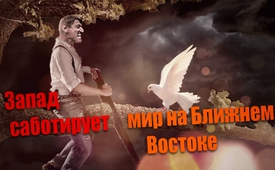 Запад
саботирует
мир на Ближнем
Востоке